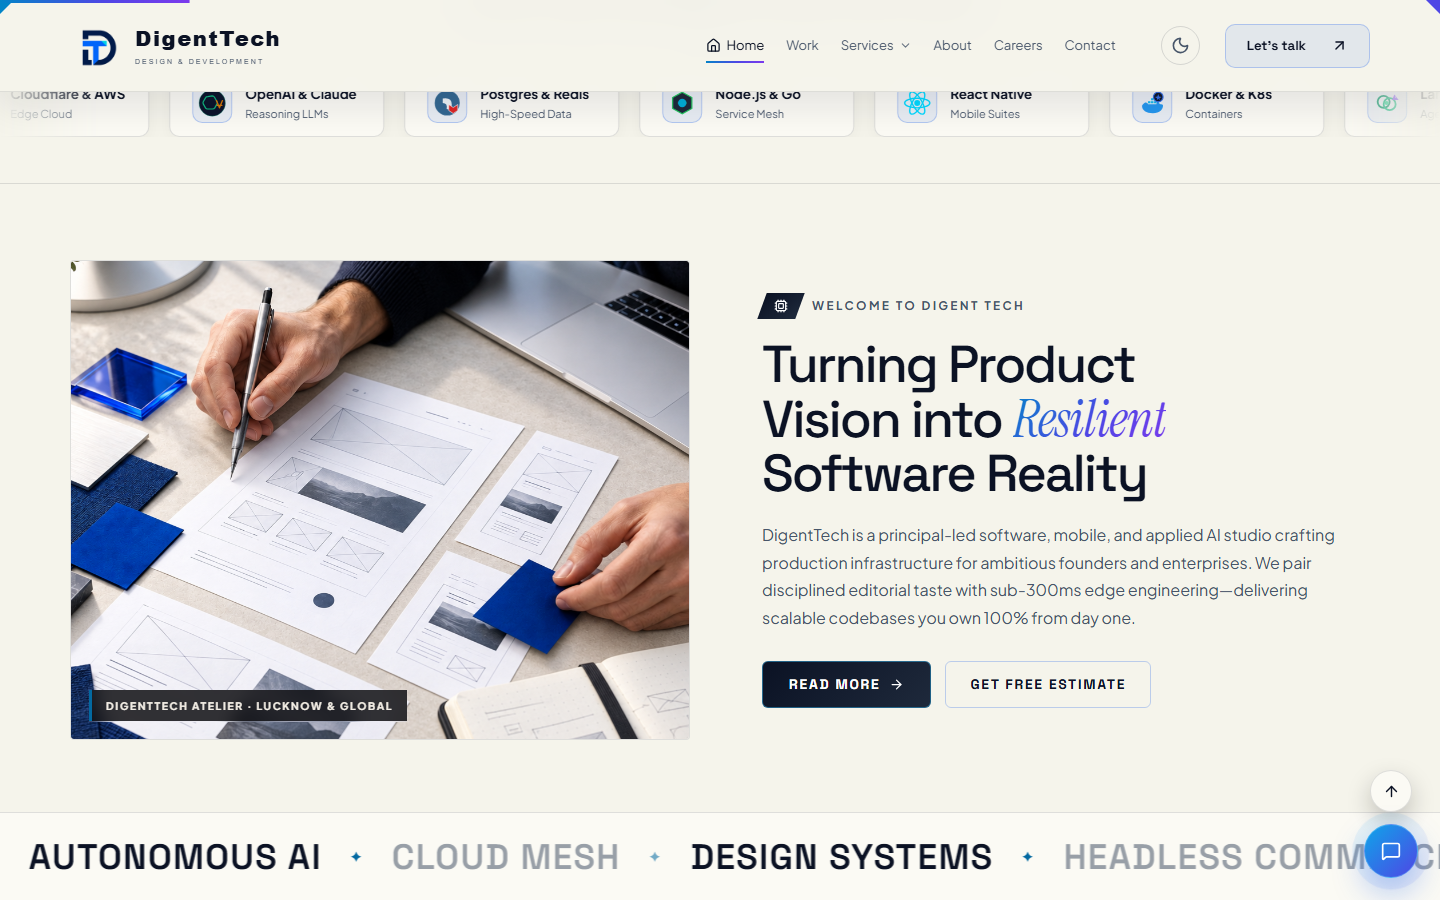 DigentTech
DESIGN & DEVELOPMENT
Home
Work
Services
About
Careers
Contact
Let's talk
Cloudflare & AWS
Edge Cloud
OpenAI & Claude
Reasoning LLMs
Postgres & Redis
High-Speed Data
Node.js & Go
Service Mesh
React Native
Mobile Suites
Docker & K8s
Containers
WELCOME TO DIGENT TECH
Turning Product
Vision into Resilient
Software Reality
DigentTech is a principal-led software, mobile, and applied AI studio crafting
production infrastructure for ambitious founders and enterprises. We pair
disciplined editorial taste with sub-300ms edge engineering—delivering
scalable codebases you own 100% from day one.
READ MORE
GET FREE ESTIMATE
DIGENTTECH ATELIER · LUCKNOW & GLOBAL
AUTONOMOUS AI ✦ CLOUD MESH ✦ DESIGN SYSTEMS ✦ HEADLESS